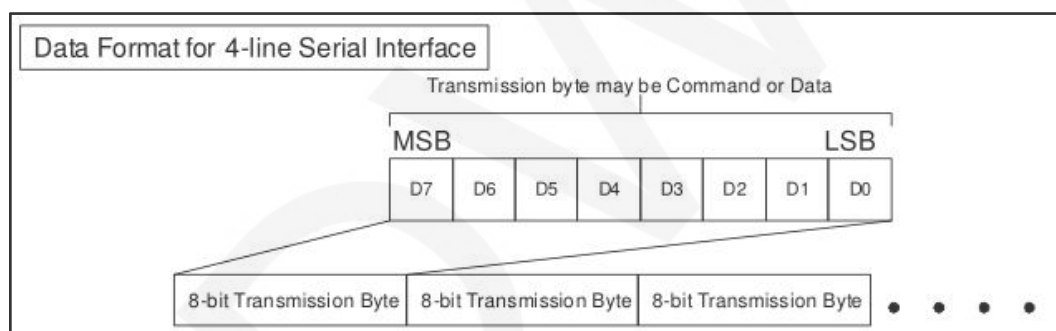 Data Format for 4-line Serial Interface
Transmission byte may be Command or Data
MSB LSB
D7 D6 D5 D4 D3 D2 D1 D0
8-bit Transmission Byte 8-bit Transmission Byte 8-bit Transmission Byte